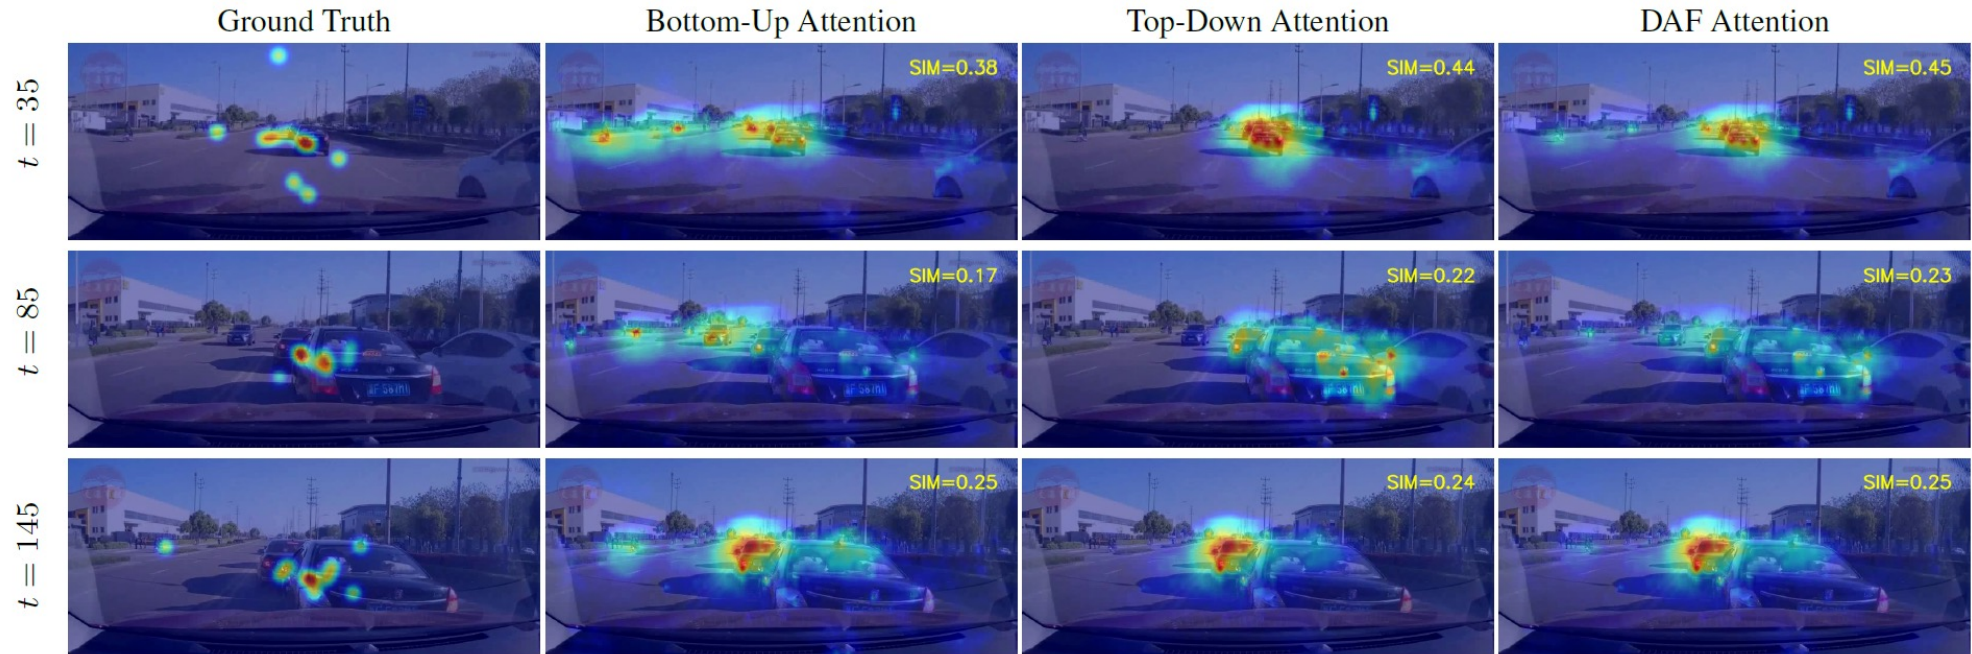 Ground Truth Bottom-Up Attention Top-Down Attention DAF Attention
t = 35
SIM=0.38 SIM=0.44 SIM=0.45
t = 85
SIM=0.17 SIM=0.22 SIM=0.23
t = 145
SIM=0.25 SIM=0.24 SIM=0.25